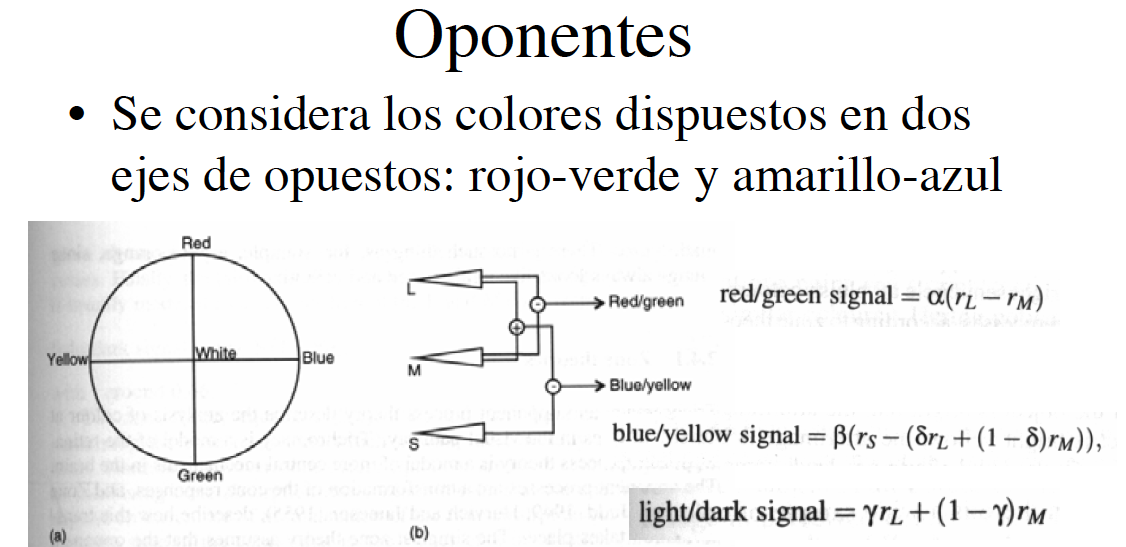 Oponentes
• Se considera los colores dispuestos en dos
ejes de opuestos: rojo-verde y amarillo-azul
Red
Yellow
White
Blue
Green
(a)
L
M
S
+
-
-
Red/green
Blue/yellow
(b)
red/green signal = α(r_L − r_M)
blue/yellow signal = β(r_S − (δr_L + (1 − δ)r_M)),
light/dark signal = γr_L + (1 − γ)r_M